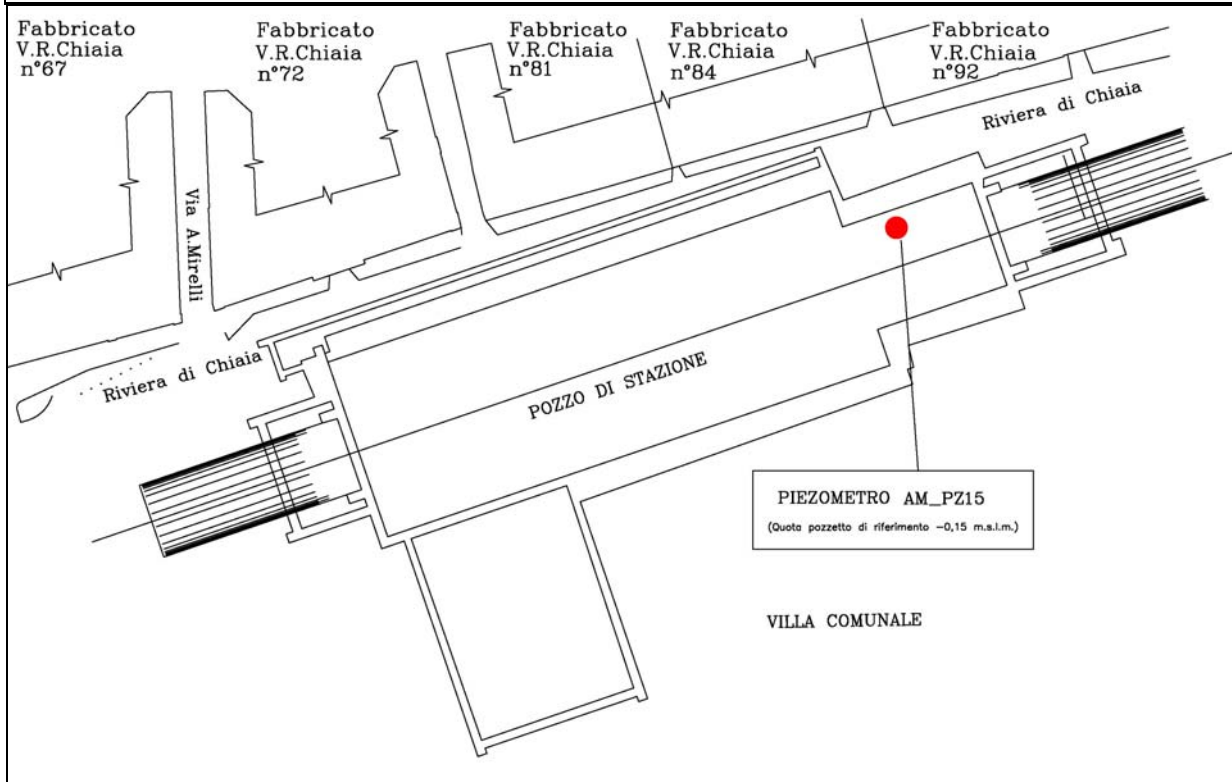 Fabbricato
V.R.Chiaia
n°67
Fabbricato
V.R.Chiaia
n°72
Fabbricato
V.R.Chiaia
n°81
Fabbricato
V.R.Chiaia
n°84
Fabbricato
V.R.Chiaia
n°92
Riviera di Chiaia
Via A.Mirelli
Riviera di Chiaia
POZZO DI STAZIONE
PIEZOMETRO AM_PZ15
(Quota pozzetto di riferimento -0,15 m.s.l.m.)
VILLA COMUNALE